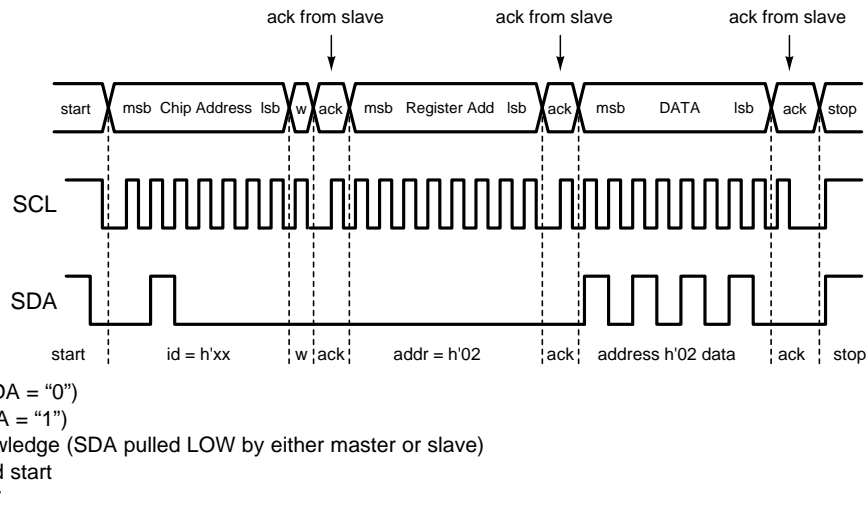 ack from slave ack from slave ack from slave
start msb Chip Address lsb w ack msb Register Add lsb ack msb DATA lsb ack stop
SCL
SDA
start id = h'xx w ack addr = h'02 ack address h'02 data ack stop
DA = “0”)
A = “1”)
wledge (SDA pulled LOW by either master or slave)
d start